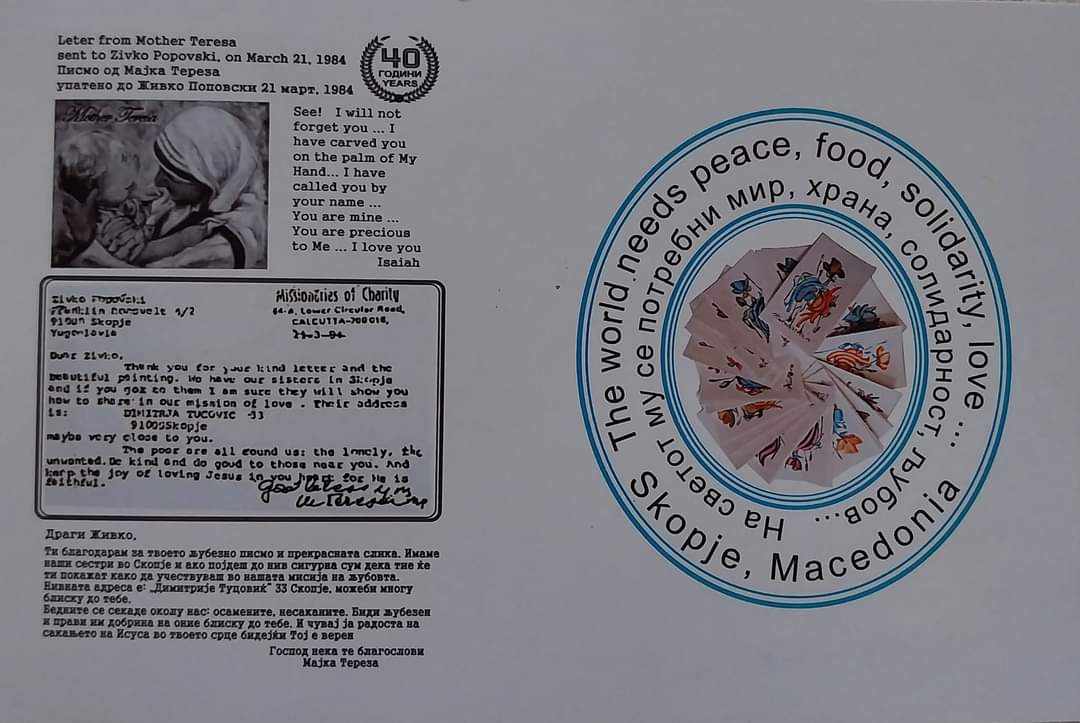 Leter from Mother Teresa
sent to Zivko Popovski, on March 21, 1984
Писмо од Мајка Тереза
упатено до Живко Поповски 21 март, 1984
40
ГОДИНИ
YEARS
Mother Teresa
See! I will not
forget you ... I
have carved you
on the palm of My
Hand... I have
called you by
your name ...
You are mine ...
You are precious
to Me ... I love you
Isaiah
Zivko Popovski
Missionaries of Charity
54-A, Lower Circular Road,
91000 Skopje
CALCUTTA-700016,
Yugoslavia
Dear Zivko,
Thank you for your kind letter and the
beautiful painting. We have our sisters in Skopje
and if you go to them I am sure they will show you
how to share in our mission of love . Their address
is: DIMITRJA TUCOVIC 33
91000Skopje
maybe very close to you.
The poor are all round us: the lonely, the
unwanted. Be kind and do good to those near you. And
keep the joy of loving Jesus in your heart for He is
faithful.
Драги Живко,
Ти благодарам за твоето љубезно писмо и прекрасната слика. Имаме
наши сестри во Скопје и ако појдеш до нив сигурна сум дека тие ќе
ти покажат како да учествуваш во нашата мисија на љубовта.
Нивната адреса е: „Димитрије Туцовиќ" 33 Скопје, можеби многу
блиску до тебе.
Бедните се секаде околу нас: осамените, несаканите. Биди љубезен
и прави им добрина на оние блиску до тебе. И чувај ја радоста на
сакањето на Исуса во твоето срце бидејќи Тој е верен
Господ нека те благослови
Мајка Тереза
The world needs peace, food, solidarity, love ...
На светот му се потребни мир, храна, солидарност, љубов...
Skopje, Macedonia